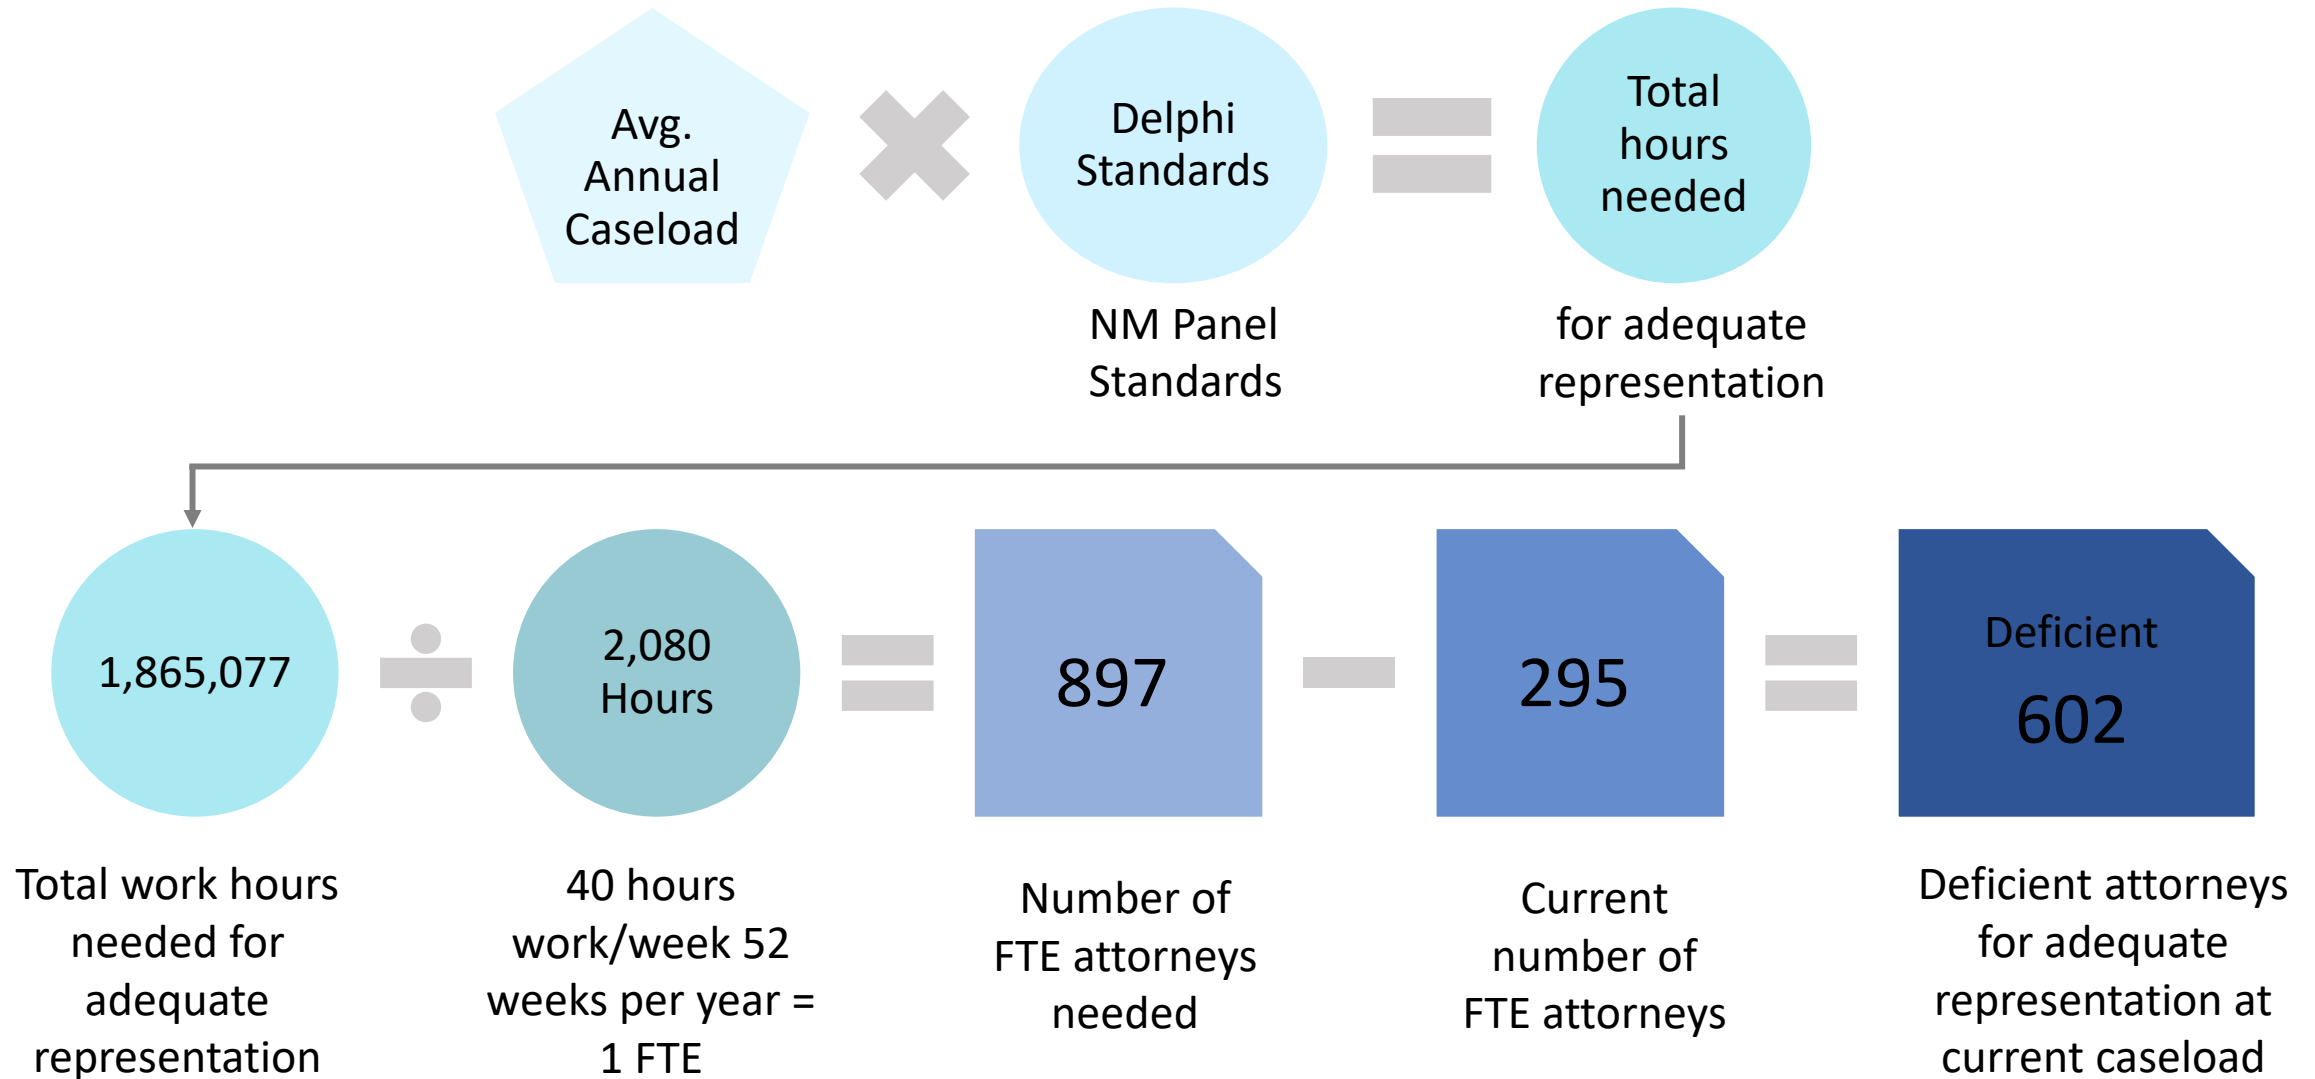 Avg.
Annual
Caseload
Delphi
Standards
Total
hours
needed
NM Panel
Standards
for adequate
representation
1,865,077
2,080
Hours
897
295
Deficient
602
Total work hours
needed for
adequate
representation
40 hours
work/week 52
weeks per year =
1 FTE
Number of
FTE attorneys
needed
Current
number of
FTE attorneys
Deficient attorneys
for adequate
representation at
current caseload